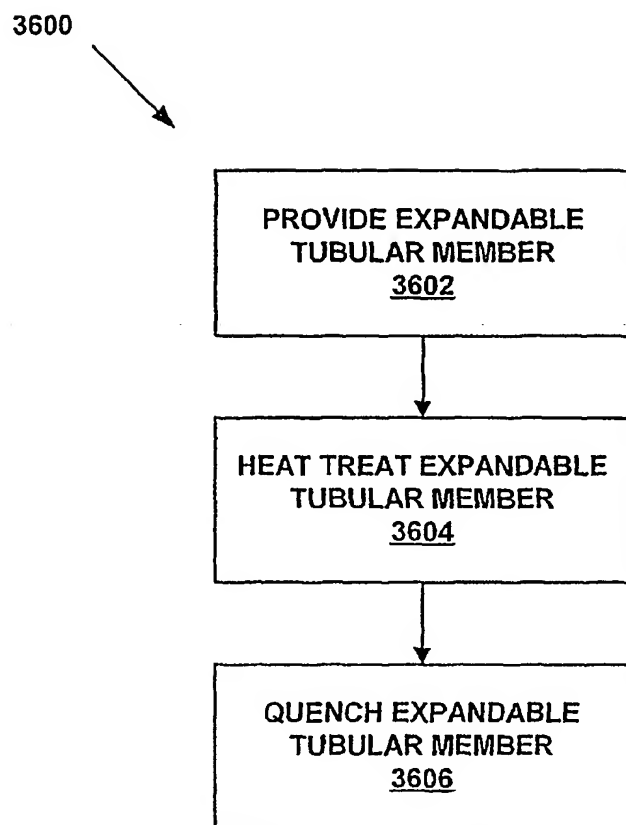 3600
PROVIDE EXPANDABLE
TUBULAR MEMBER
3602
HEAT TREAT EXPANDABLE
TUBULAR MEMBER
3604
QUENCH EXPANDABLE
TUBULAR MEMBER
3606